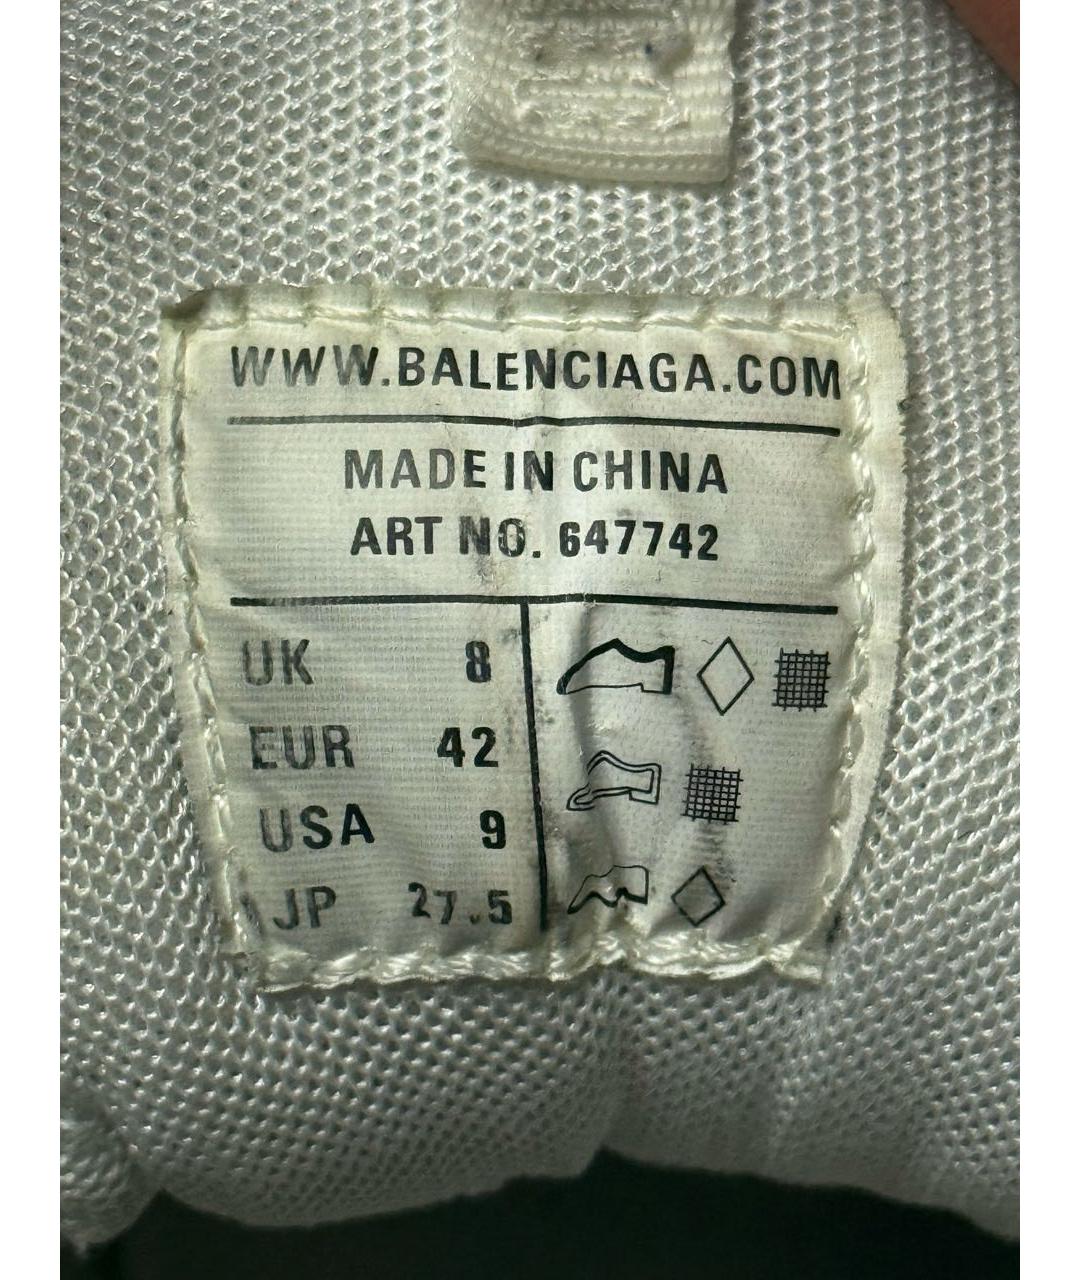 WWW.BALENCIAGA.COM
MADE IN CHINA
ART NO. 647742
UK 8
EUR 42
USA 9
JP 27.5